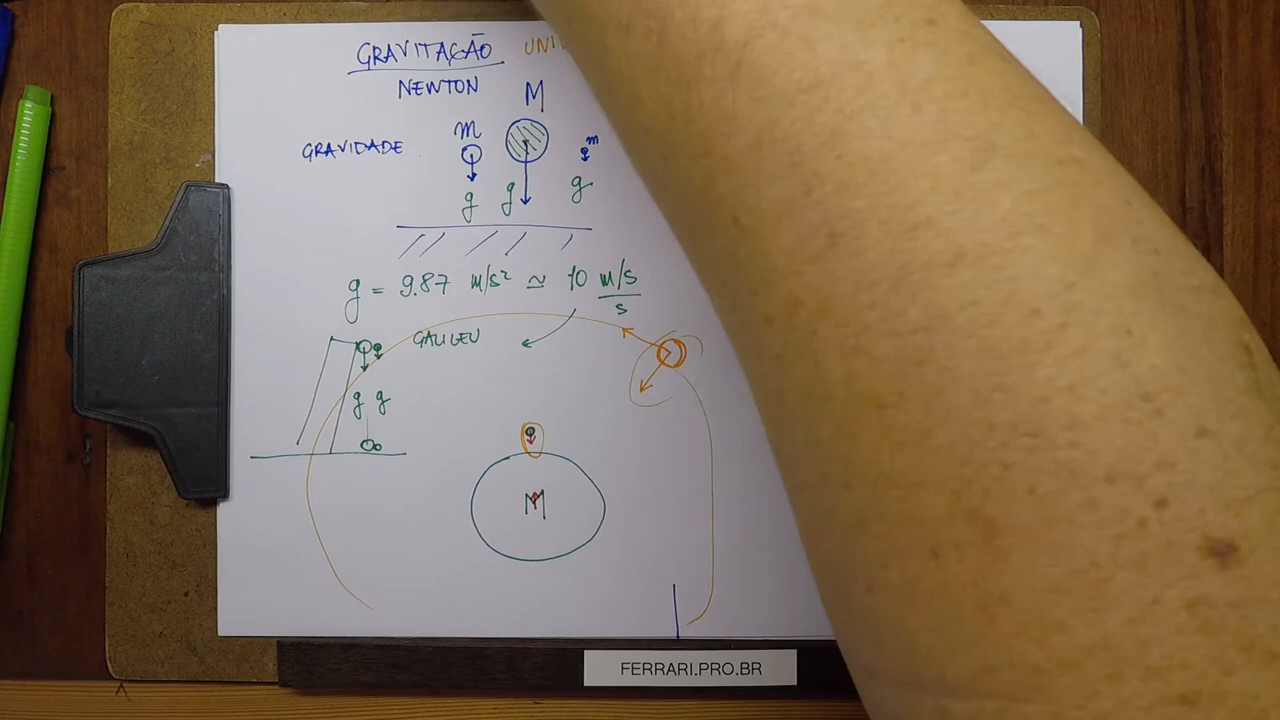 GRAVITAÇÃO
NEWTON
M
m
m
GRAVIDADE
g g g
g = 9.87 m/s² ≃ 10 m/s/s
GALILEU
g g
M
FERRARI.PRO.BR